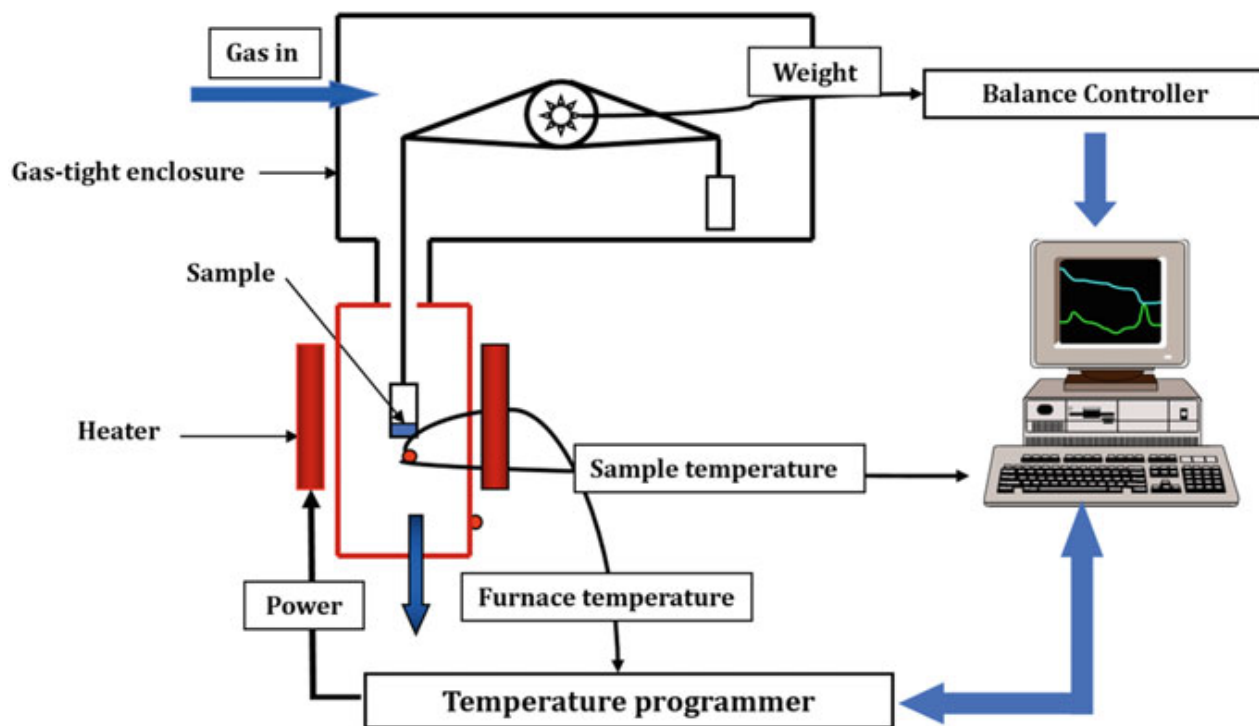 Gas in
Weight
Balance Controller
Gas-tight enclosure
Sample
Heater
Sample temperature
Furnace temperature
Power
Temperature programmer